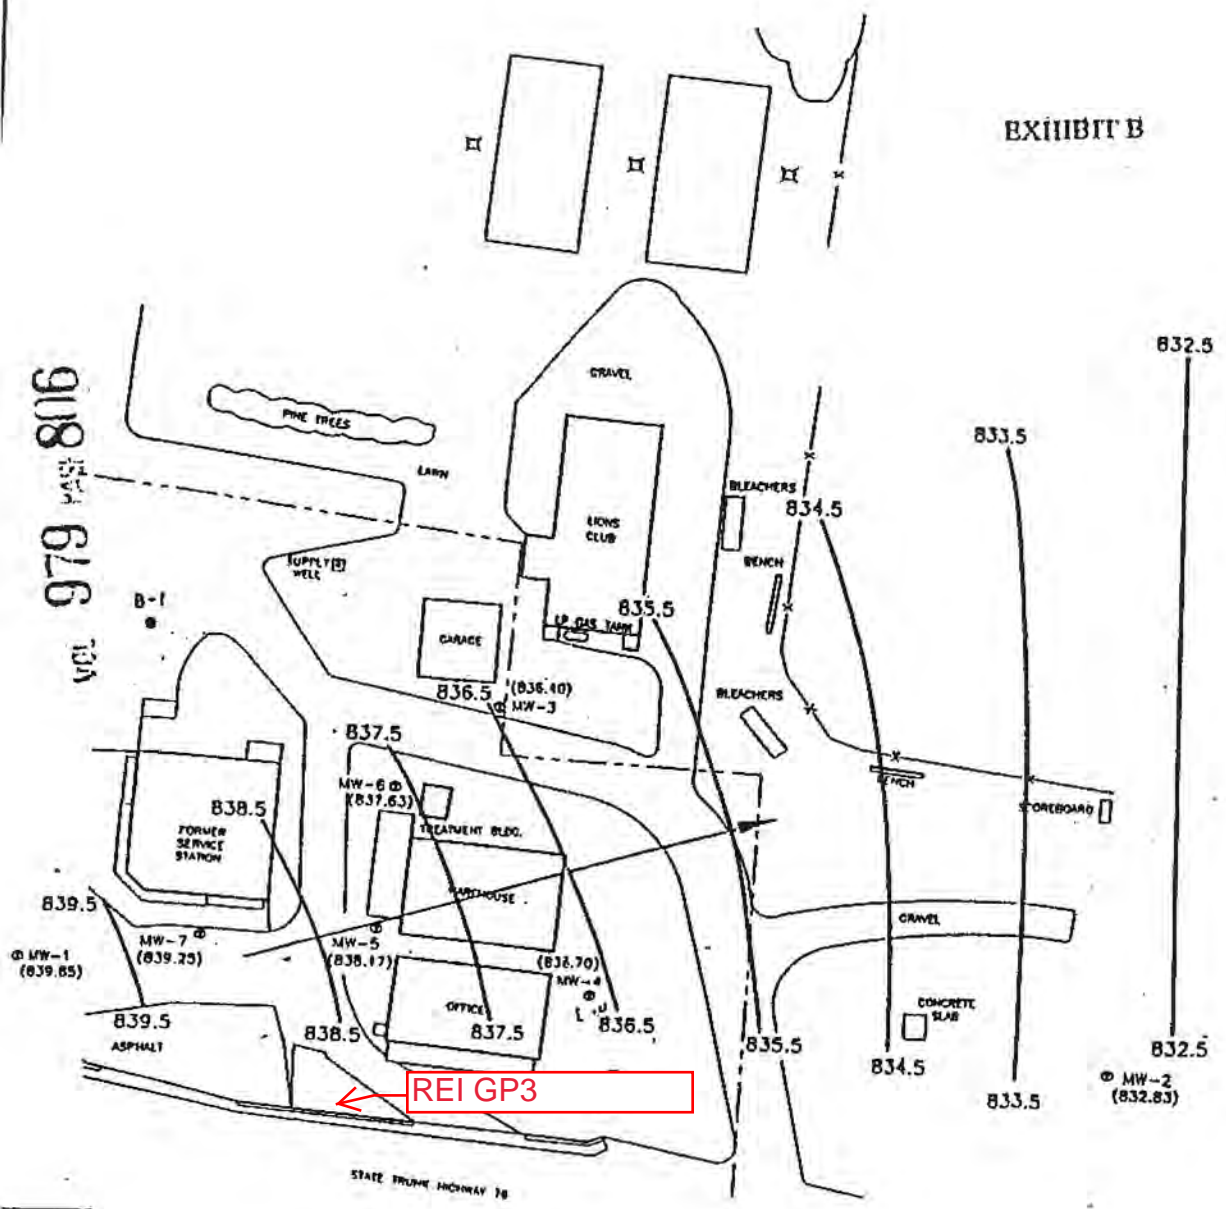 EXHIBIT B
832.5
GRAVEL
833.5
PINE TREES
LAWN
BLEACHERS
834.5
LIONS
CLUB
VOL 979 PAGE 806
SUPPLY
WELL
BENCH
B-1
835.5
LP GAS TANK
GARAGE
836.5
(836.40)
MW-3
BLEACHERS
837.5
MW-6
(837.63)
BENCH
838.5
SCOREBOARD
TREATMENT BLDG.
FORMER
SERVICE
STATION
WAREHOUSE
839.5
GRAVEL
MW-7
(839.25)
MW-5
(838.17)
MW-1
(839.85)
(836.70)
MW-4
OFFICE
CONCRETE
SLAB
839.5
838.5
837.5
836.5
835.5
834.5
832.5
ASPHALT
MW-2
(832.83)
833.5
REI GP3
STATE TRUNK HIGHWAY 78